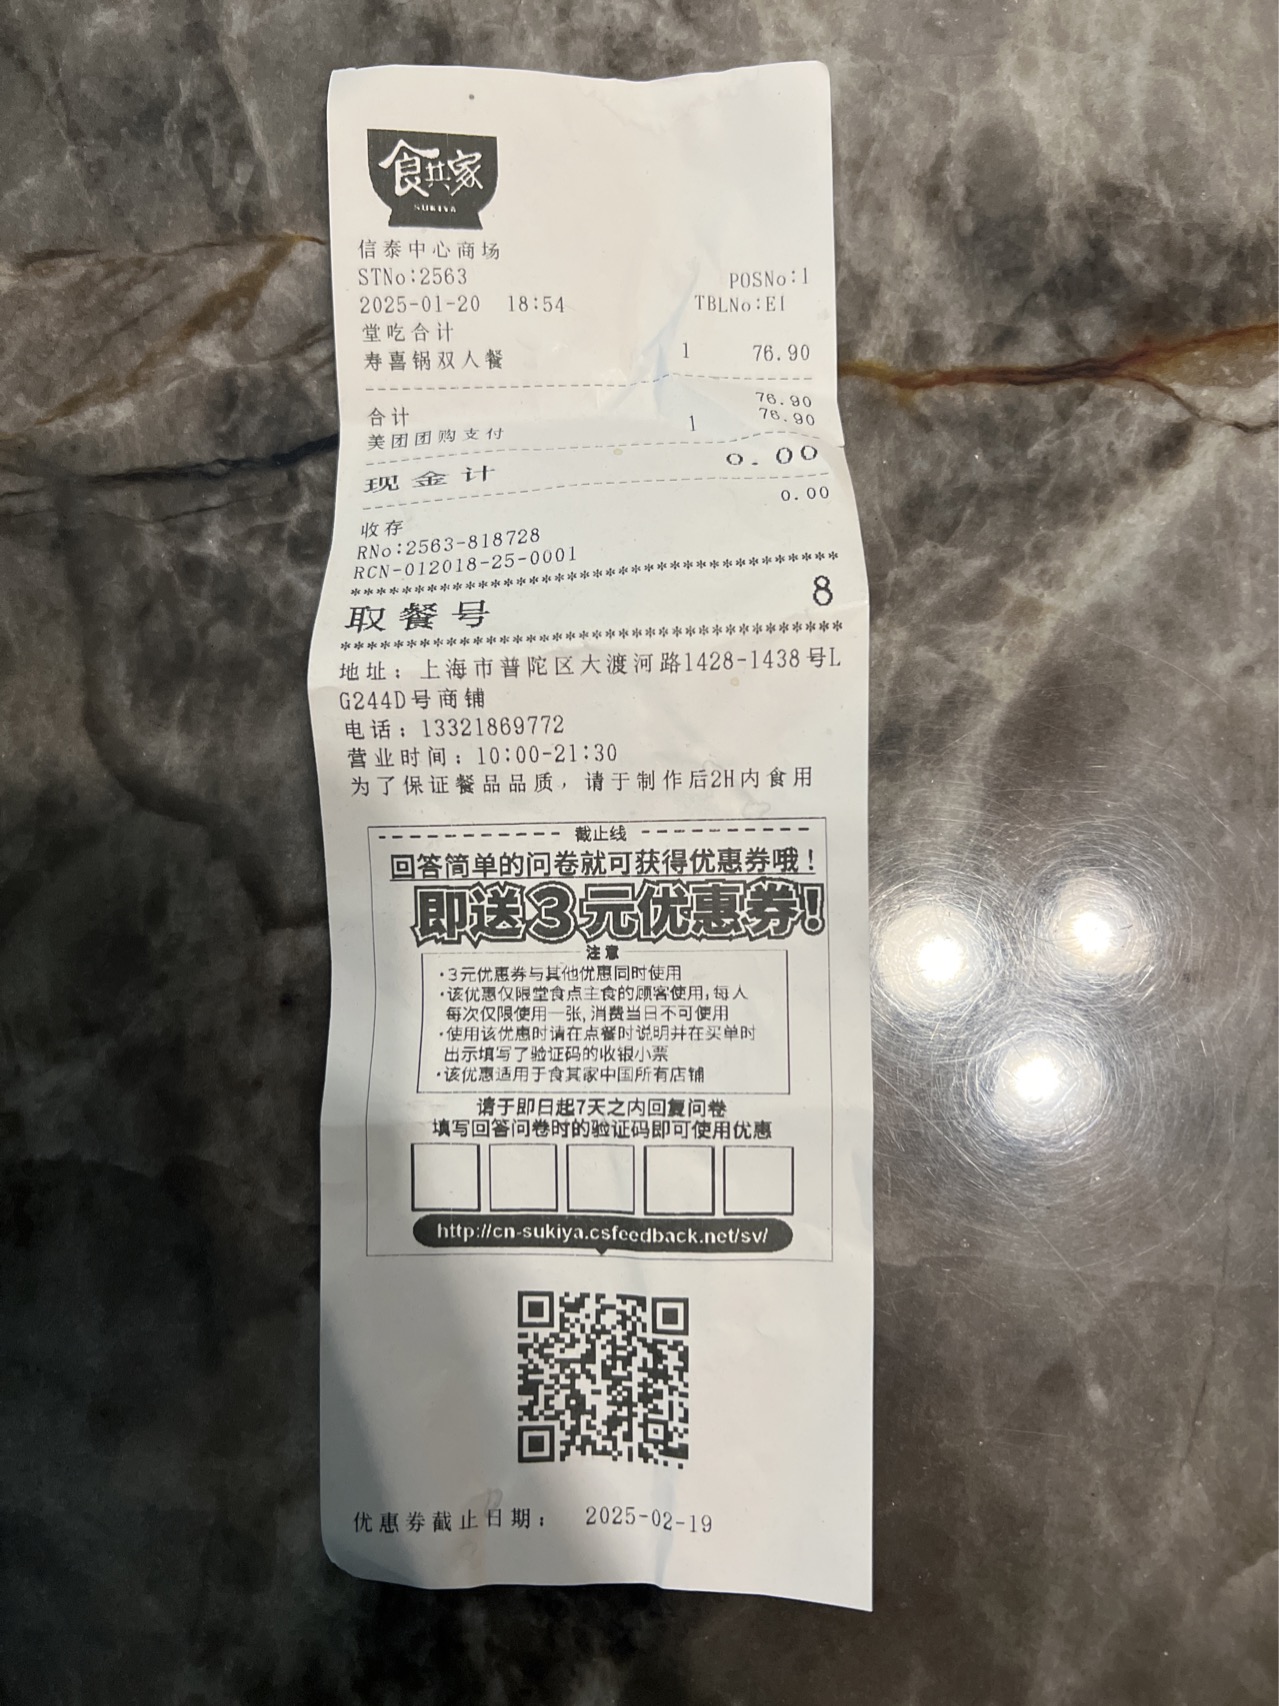 食其家
SUKIYA
信泰中心商场
STNo:2563 POSNo:1
2025-01-20 18:54 TBLNo:E1
堂吃合计
寿喜锅双人餐 1 76.90
合计 76.90
美团团购支付 1 76.90
现金计 0.00
收存 0.00
RNo:2563-818728
RCN-012018-25-0001
****************************************
取餐号 8
****************************************
地址：上海市普陀区大渡河路1428-1438号L
G244D号商铺
电话：13321869772
营业时间：10:00-21:30
为了保证餐品品质，请于制作后2H内食用
截止线
回答简单的问卷就可获得优惠券哦！
即送3元优惠券！
注意
·3元优惠券与其他优惠同时使用
·该优惠仅限堂食点主食的顾客使用，每人
每次仅限使用一张，消费当日不可使用
·使用该优惠时请在点餐时说明并在买单时
出示填写了验证码的收银小票
·该优惠适用于食其家中国所有店铺
请于即日起7天之内回复问卷
填写回答问卷时的验证码即可使用优惠
http://cn-sukiya.csfeedback.net/sv/
优惠券截止日期： 2025-02-19